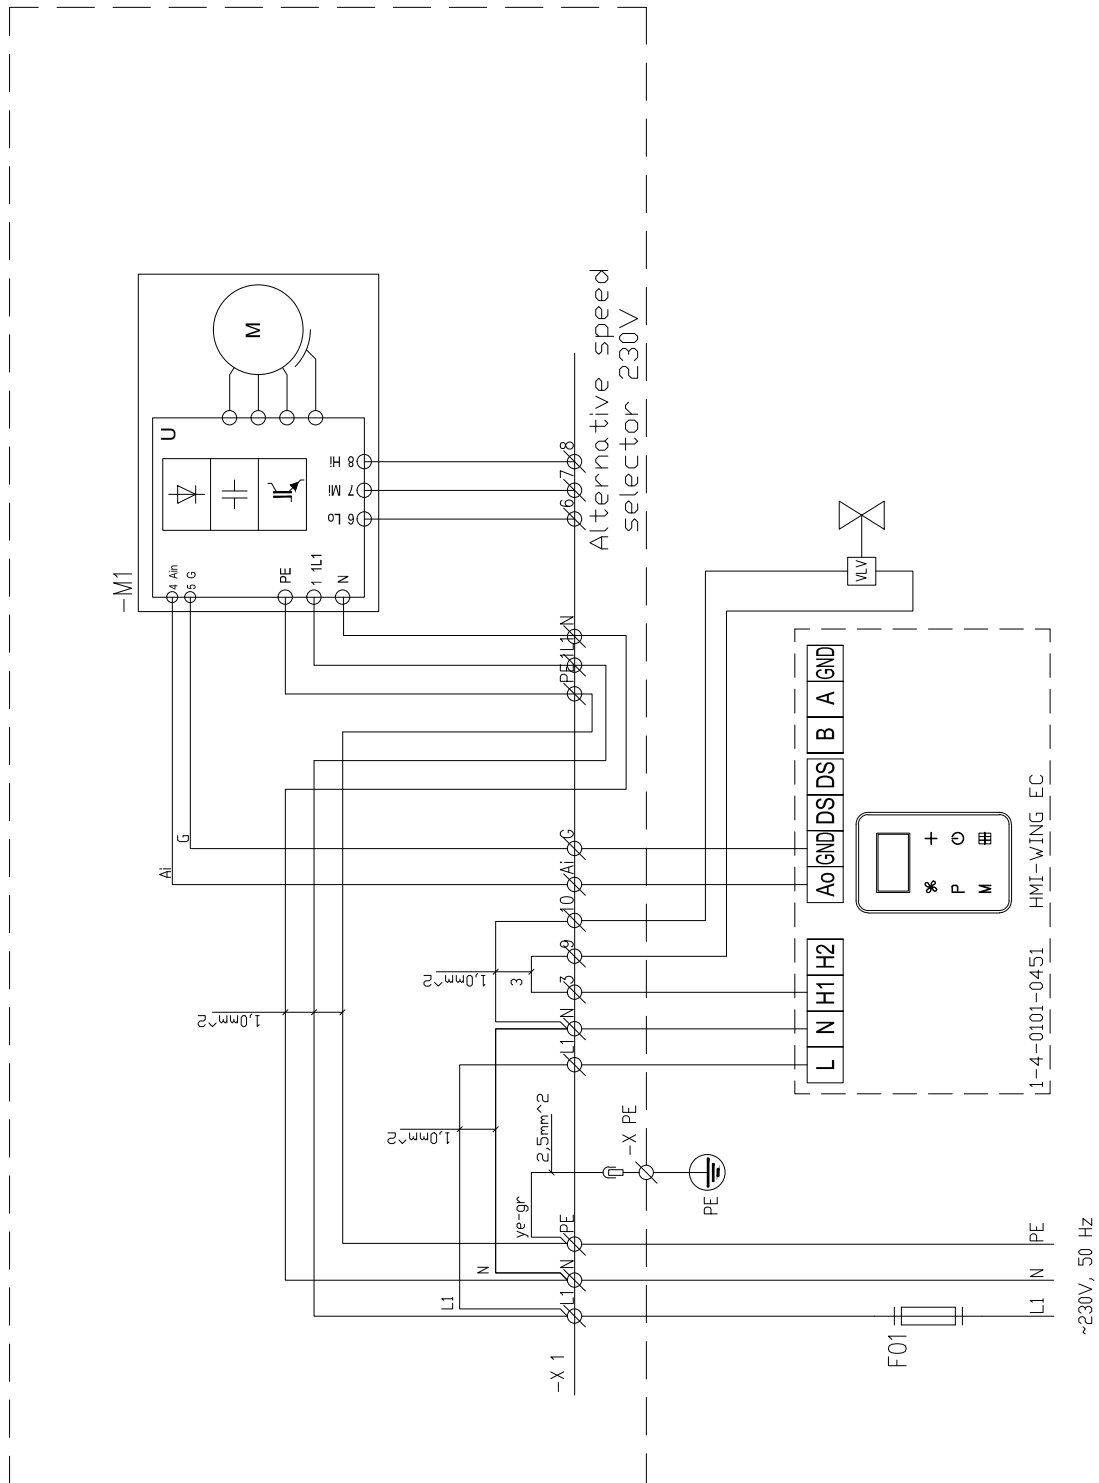 -M1
U
M
4 Ain
5 G
PE
1 1L1
N
6 Lo
7 Mi
8 Hi
Alternative speed
selector 230V
-X 1
L1
N
PE
L1
N
3
9
10
Ai
G
PE
1L1
N
6
7
8
Ai
G
1,0mm^2
1,0mm^2
3
1,0mm^2
L1
N
ye-gr
2,5mm^2
-X PE
PE
VLV
L
N
H1
H2
Ao
GND
DS
DS
B
A
GND
P
M
1-4-0101-0451
HMI-WING EC
F01
L1
N
PE
~230V, 50 Hz